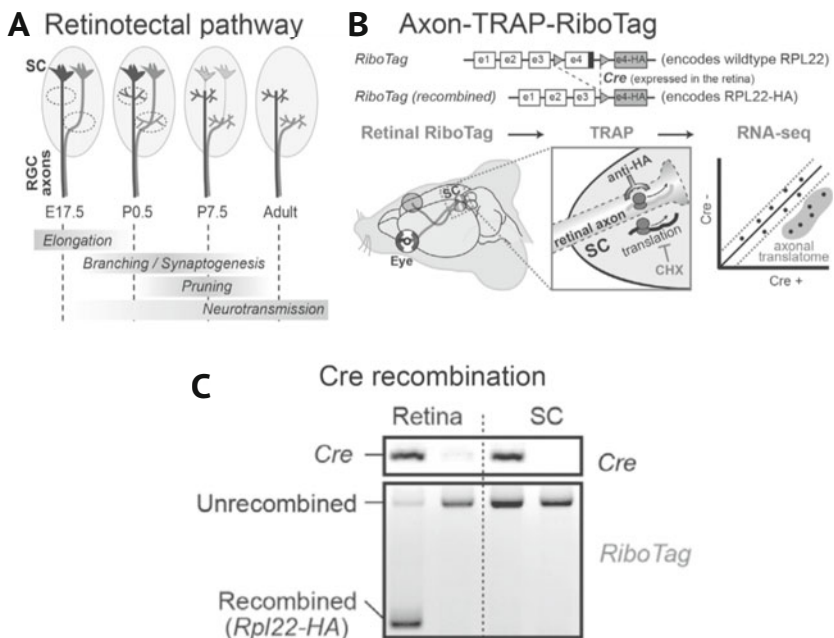 A Retinotectal pathway
SC
RGC axons
E17.5 P0.5 P7.5 Adult
Elongation
Branching / Synaptogenesis
Pruning
Neurotransmission
B Axon-TRAP-RiboTag
RiboTag e1 e2 e3 e4 e4-HA (encodes wildtype RPL22)
Cre (expressed in the retina)
RiboTag (recombined) e1 e2 e3 e4-HA (encodes RPL22-HA)
Retinal RiboTag TRAP RNA-seq
SC
Eye
anti-HA
retinal axon
SC
translation
CHX
Cre -
axonal
translatome
Cre +
C Cre recombination
Retina SC
Cre Cre
Unrecombined
RiboTag
Recombined
(Rpl22-HA)